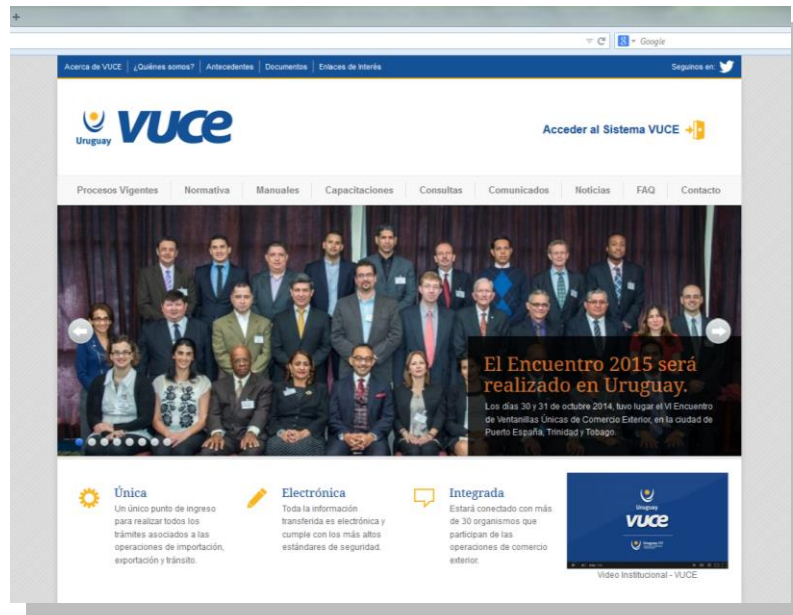 +
Google
Acerca de VUCE | ¿Quiénes somos? | Antecedentes | Documentos | Enlaces de Interés
Seguinos en:
Uruguay
VUCE
Acceder al Sistema VUCE
Procesos Vigentes | Normativa | Manuales | Capacitaciones | Consultas | Comunicados | Noticias | FAQ | Contacto
El Encuentro 2015 será
realizado en Uruguay.
Los días 30 y 31 de octubre 2014, tuvo lugar el VI Encuentro
de Ventanillas Únicas de Comercio Exterior, en la ciudad de
Puerto España, Trinidad y Tobago.
Única
Un único punto de ingreso
para realizar todos los
trámites asociados a las
operaciones de importación,
exportación y tránsito.
Electrónica
Toda la información
transferida es electrónica y
cumple con los más altos
estándares de seguridad.
Integrada
Estará conectado con más
de 30 organismos que
participan de las
operaciones de comercio
exterior.
Uruguay
VUCE
Video Institucional - VUCE